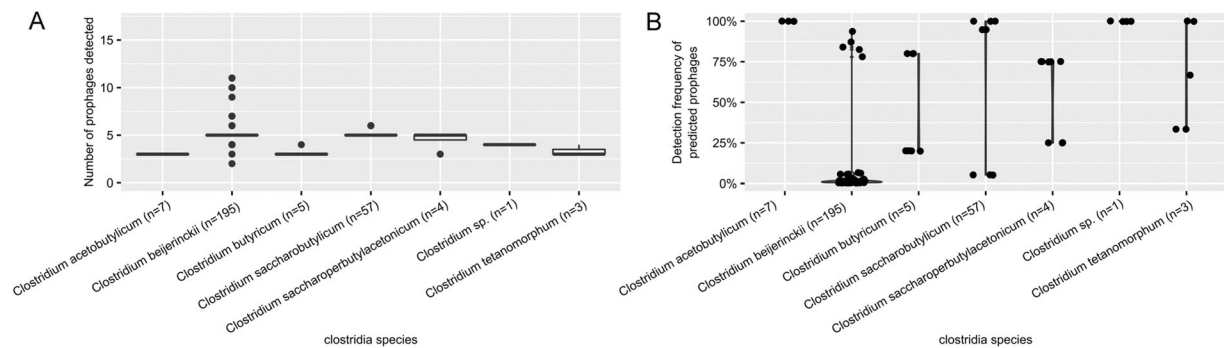 A
Number of prophages detected
15
10
5
0
Clostridium acetobutylicum (n=7)
Clostridium beijerinckii (n=195)
Clostridium butyricum (n=5)
Clostridium saccharobutylicum (n=57)
Clostridium saccharoperbutylacetonicum (n=4)
Clostridium sp. (n=1)
Clostridium tetanomorphum (n=3)
clostridia species
B
Detection frequency of
predicted prophages
100%
75%
50%
25%
0%
Clostridium acetobutylicum (n=7)
Clostridium beijerinckii (n=195)
Clostridium butyricum (n=5)
Clostridium saccharobutylicum (n=57)
Clostridium saccharoperbutylacetonicum (n=4)
Clostridium sp. (n=1)
Clostridium tetanomorphum (n=3)
clostridia species